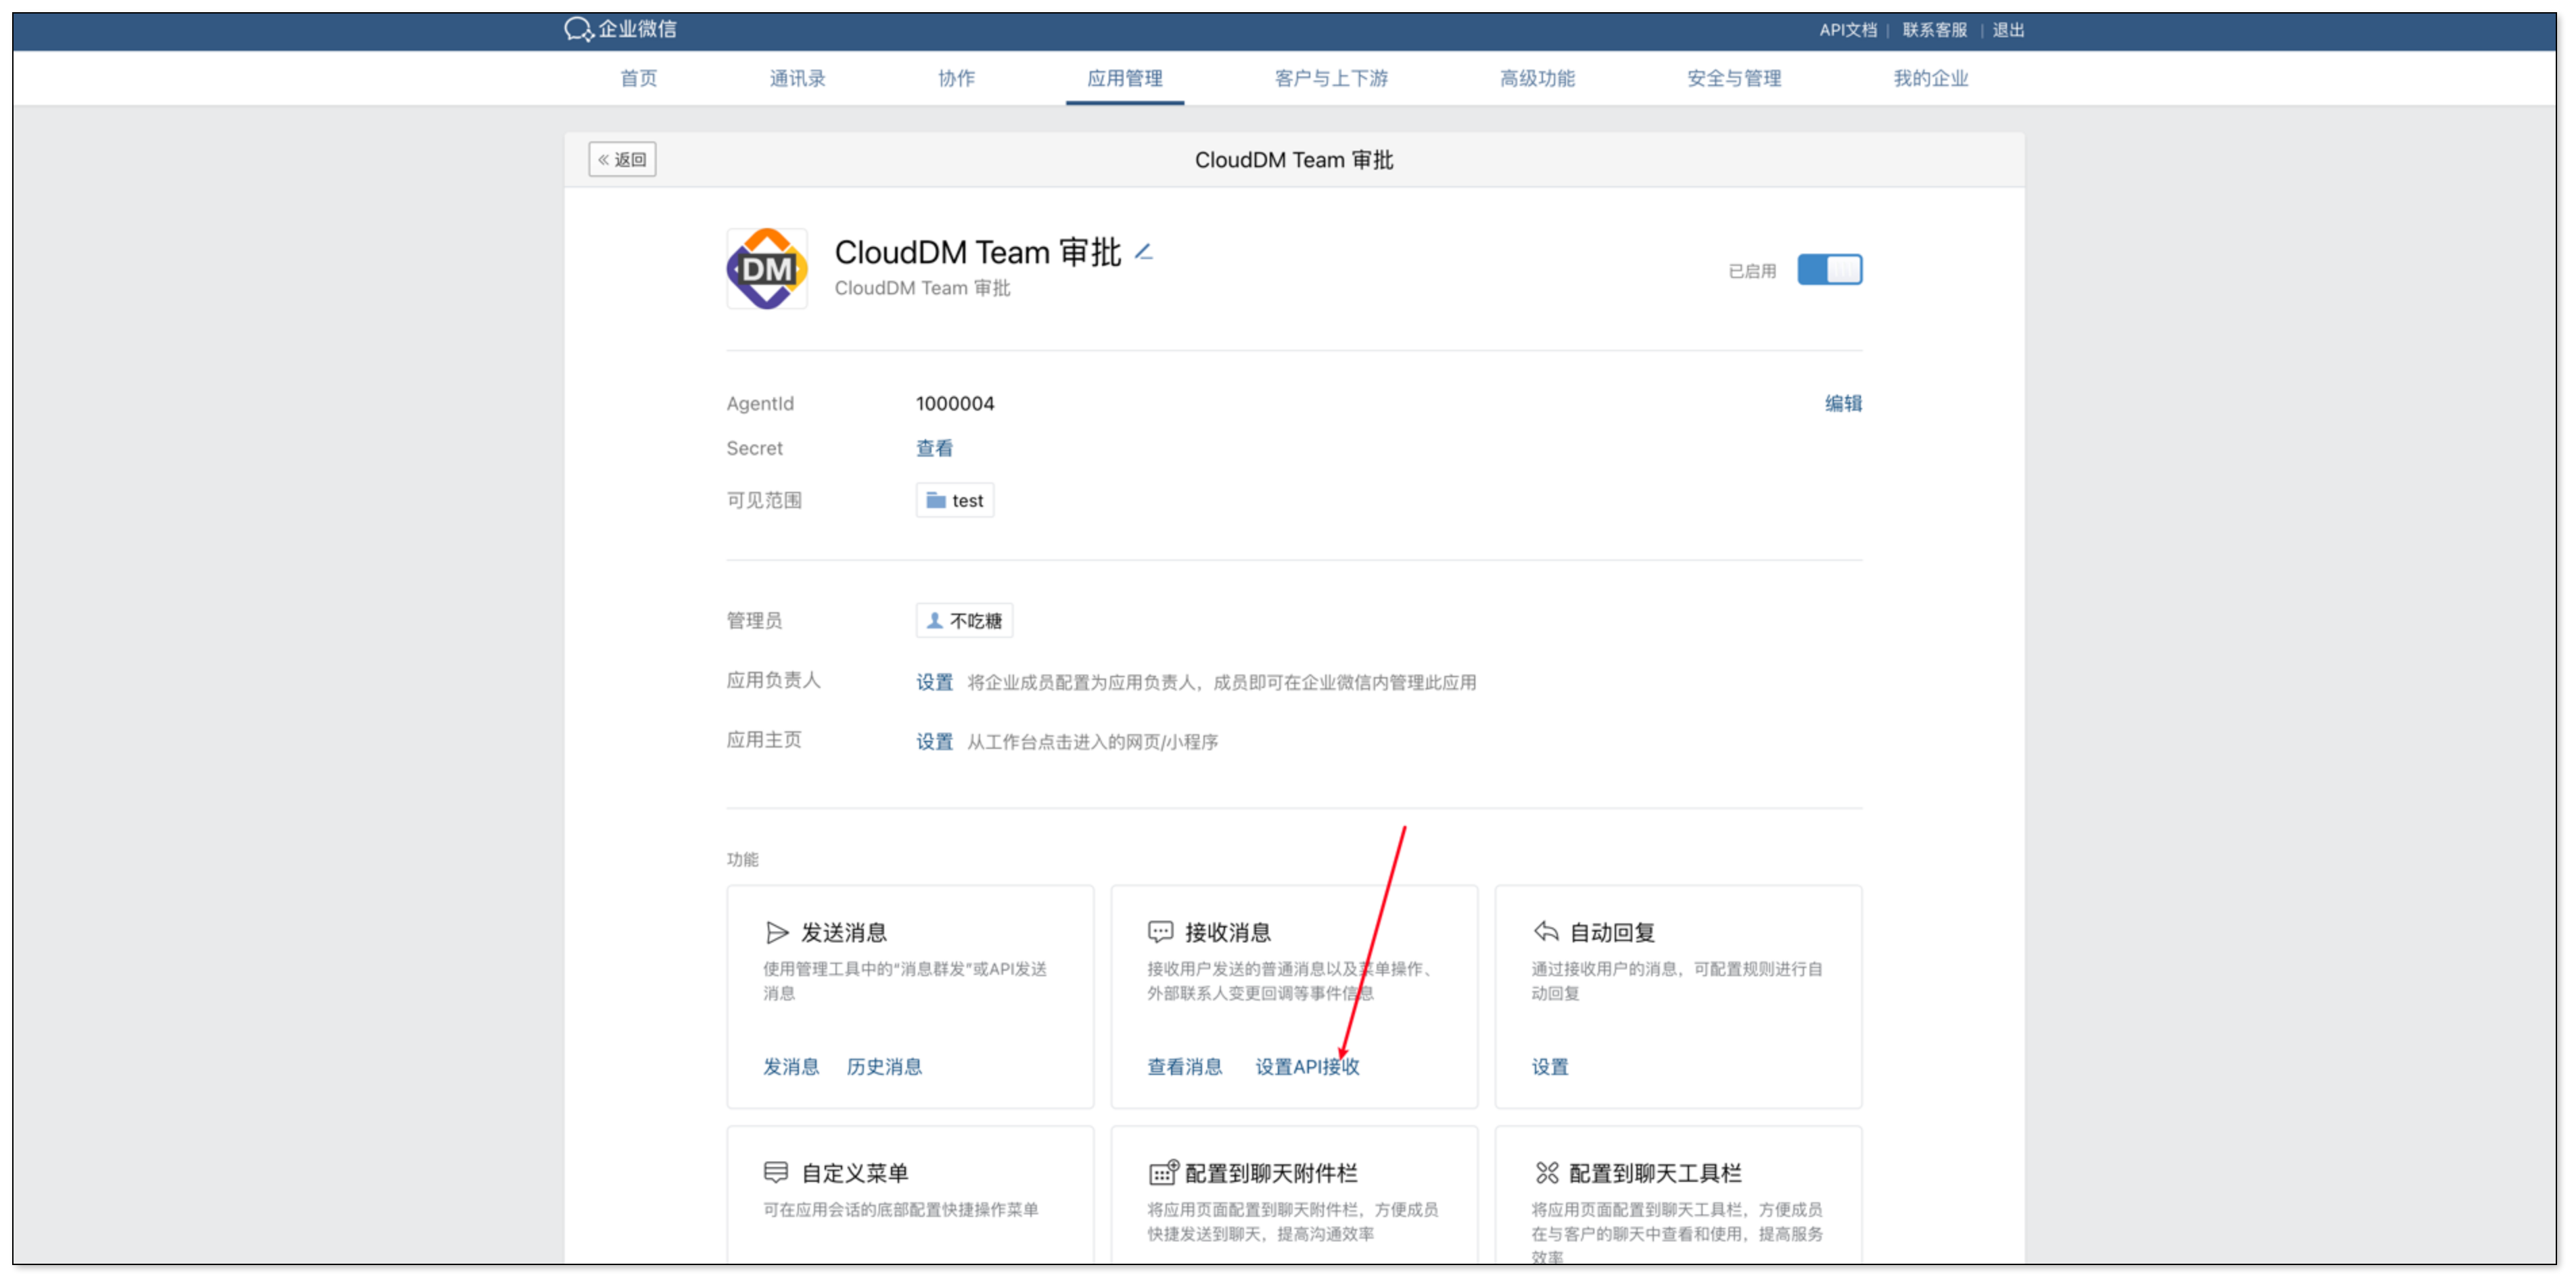 企业微信
API文档 | 联系客服 | 退出
首页 通讯录 协作 应用管理 客户与上下游 高级功能 安全与管理 我的企业
« 返回
CloudDM Team 审批
DM
CloudDM Team 审批
CloudDM Team 审批
已启用
AgentId 1000004 编辑
Secret 查看
可见范围 test
管理员 不吃糖
应用负责人 设置 将企业成员配置为应用负责人，成员即可在企业微信内管理此应用
应用主页 设置 从工作台点击进入的网页/小程序
功能
发送消息
使用管理工具中的“消息群发”或API发送
消息
发消息 历史消息
接收消息
接收用户发送的普通消息以及菜单操作、
外部联系人变更回调等事件信息
查看消息 设置API接收
自动回复
通过接收用户的消息，可配置规则进行自
动回复
设置
自定义菜单
可在应用会话的底部配置快捷操作菜单
配置到聊天附件栏
将应用页面配置到聊天附件栏，方便成员
快捷发送到聊天，提高沟通效率
配置到聊天工具栏
将应用页面配置到聊天工具栏，方便成员
在与客户的聊天中查看和使用，提高服务
效率